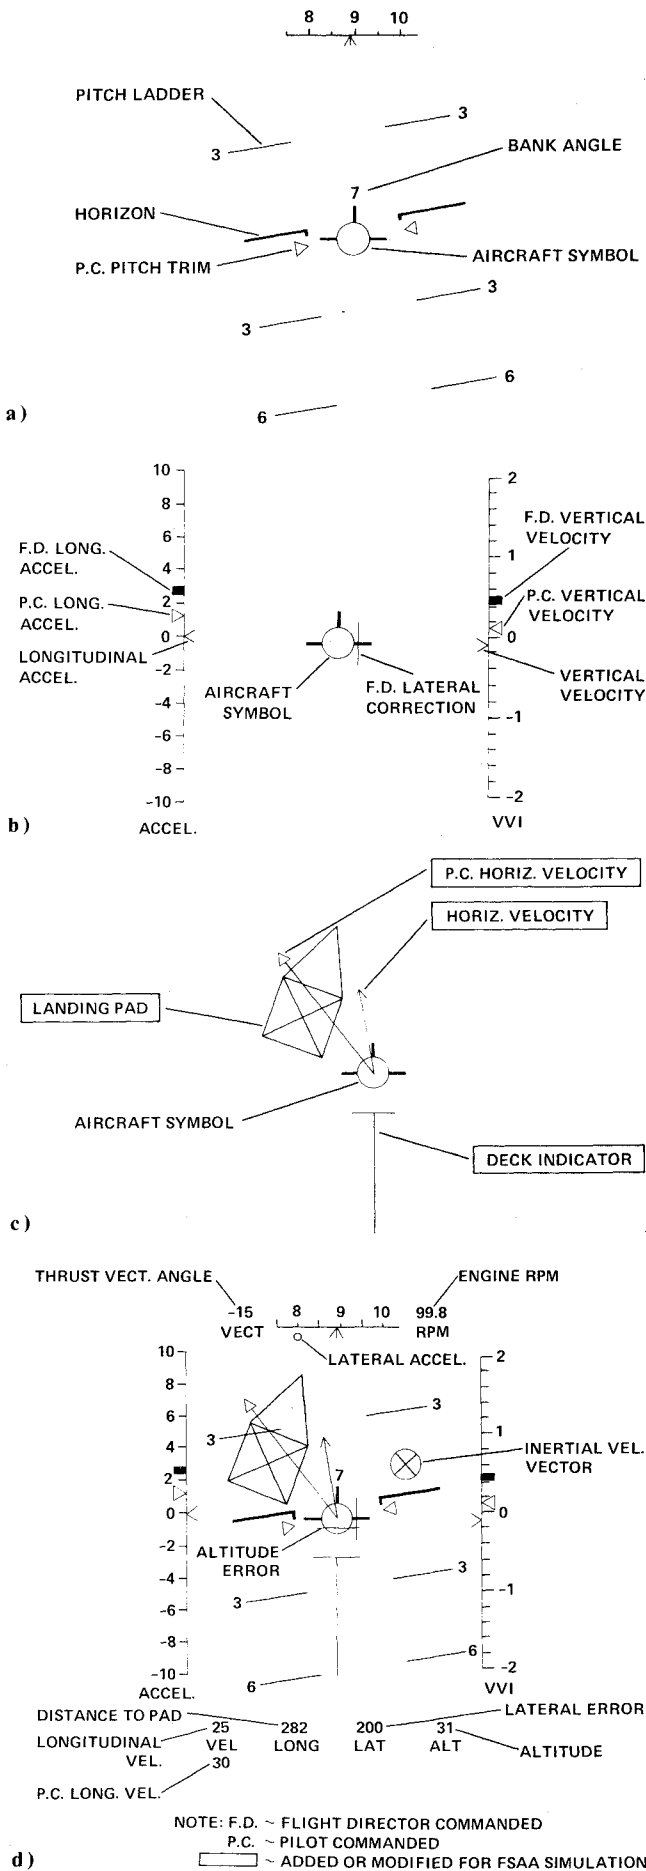 8 9 10
PITCH LADDER
3
3
BANK ANGLE
7
HORIZON
P.C. PITCH TRIM
AIRCRAFT SYMBOL
3
3
6
6
a)
10
8
6
4
2
0
-2
-4
-6
-8
-10
ACCEL.
F.D. LONG.
ACCEL.
P.C. LONG.
ACCEL.
LONGITUDINAL
ACCEL.
AIRCRAFT
SYMBOL
F.D. LATERAL
CORRECTION
2
1
0
-1
-2
VVI
F.D. VERTICAL
VELOCITY
P.C. VERTICAL
VELOCITY
VERTICAL
VELOCITY
b)
P.C. HORIZ. VELOCITY
HORIZ. VELOCITY
LANDING PAD
AIRCRAFT SYMBOL
DECK INDICATOR
c)
THRUST VECT. ANGLE
ENGINE RPM
-15
VECT
8 9 10
99.8
RPM
LATERAL ACCEL.
10
8
6
4
2
0
-2
-4
-6
-8
-10
ACCEL.
3
3
7
INERTIAL VEL.
VECTOR
ALTITUDE
ERROR
3
3
6
6
2
1
0
-1
-2
VVI
DISTANCE TO PAD
LATERAL ERROR
LONGITUDINAL
VEL.
25
VEL
30
282
LONG
200
LAT
31
ALT
ALTITUDE
P.C. LONG. VEL.
NOTE: F.D. ~ FLIGHT DIRECTOR COMMANDED
P.C. ~ PILOT COMMANDED
~ ADDED OR MODIFIED FOR FSAA SIMULATION
d)